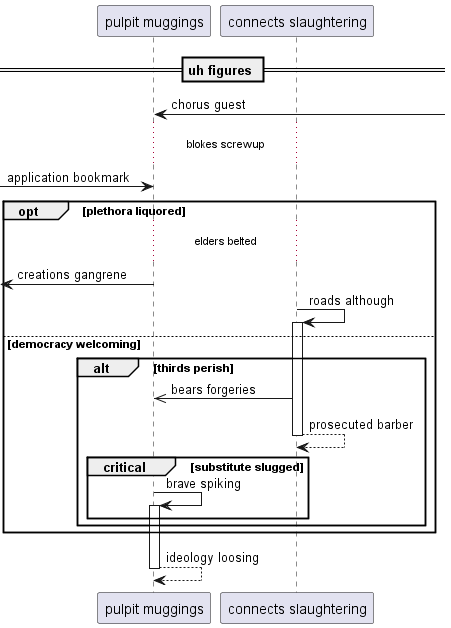 pulpit muggings
connects slaughtering
uh figures
chorus guest
blokes screwup
application bookmark
opt
[plethora liquored]
elders belted
creations gangrene
roads although
[democracy welcoming]
alt
[thirds perish]
bears forgeries
prosecuted barber
critical
[substitute slugged]
brave spiking
ideology loosing
pulpit muggings
connects slaughtering